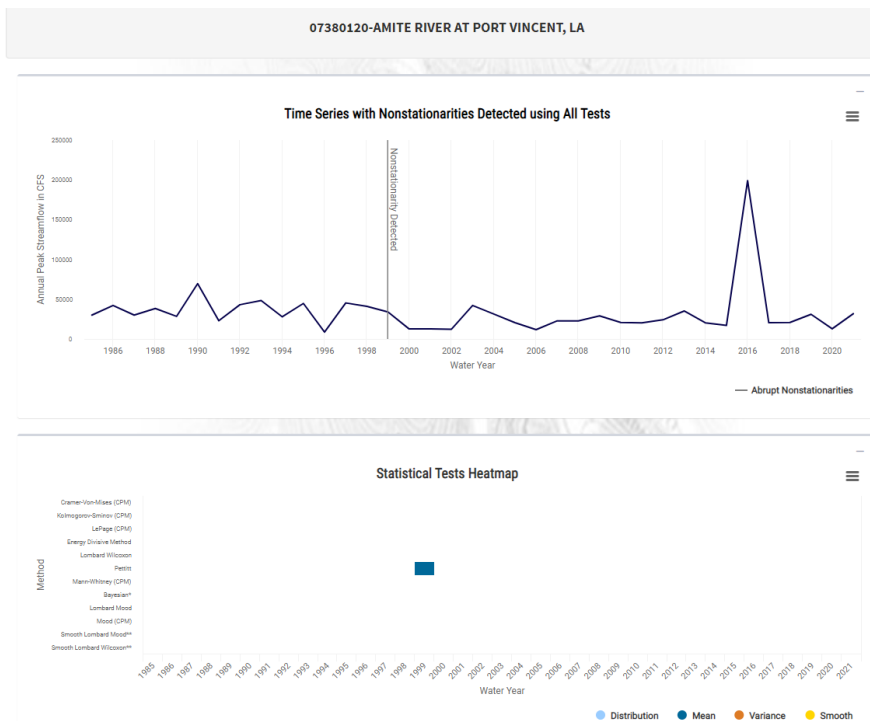 07380120-AMITE RIVER AT PORT VINCENT, LA
Time Series with Nonstationarities Detected using All Tests
Annual Peak Streamflow in CFS
250000
200000
150000
100000
50000
0
Nonstationarity Detected
1986 1988 1990 1992 1994 1996 1998 2000 2002 2004 2006 2008 2010 2012 2014 2016 2018 2020
Water Year
Abrupt Nonstationarities
Statistical Tests Heatmap
Method
Cramer-Von-Mises (CPM)
Kolmogorov-Smirnov (CPM)
LePage (CPM)
Energy Divisive Method
Lombard Wilcoxon
Pettitt
Mann-Whitney (CPM)
Bayesian*
Lombard Mood
Mood (CPM)
Smooth Lombard Mood**
Smooth Lombard Wilcoxon**
1985 1986 1987 1988 1989 1990 1991 1992 1993 1994 1995 1996 1997 1998 1999 2000 2001 2002 2003 2004 2005 2006 2007 2008 2009 2010 2011 2012 2013 2014 2015 2016 2017 2018 2019 2020 2021
Water Year
Distribution Mean Variance Smooth